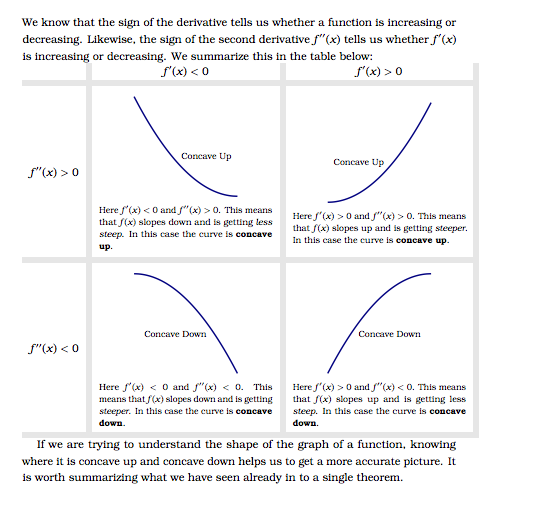 We know that the sign of the derivative tells us whether a function is increasing or
decreasing. Likewise, the sign of the second derivative f″(x) tells us whether f′(x)
is increasing or decreasing. We summarize this in the table below:
f′(x) < 0
f′(x) > 0
f″(x) > 0
Concave Up
Here f′(x) < 0 and f″(x) > 0. This means
that f(x) slopes down and is getting less
steep. In this case the curve is concave
up.
Concave Up
Here f′(x) > 0 and f″(x) > 0. This means
that f(x) slopes up and is getting steeper.
In this case the curve is concave up.
f″(x) < 0
Concave Down
Here f′(x) < 0 and f″(x) < 0. This
means that f(x) slopes down and is getting
steeper. In this case the curve is concave
down.
Concave Down
Here f′(x) > 0 and f″(x) < 0. This means
that f(x) slopes up and is getting less
steep. In this case the curve is concave
down.
If we are trying to understand the shape of the graph of a function, knowing
where it is concave up and concave down helps us to get a more accurate picture. It
is worth summarizing what we have seen already in to a single theorem.